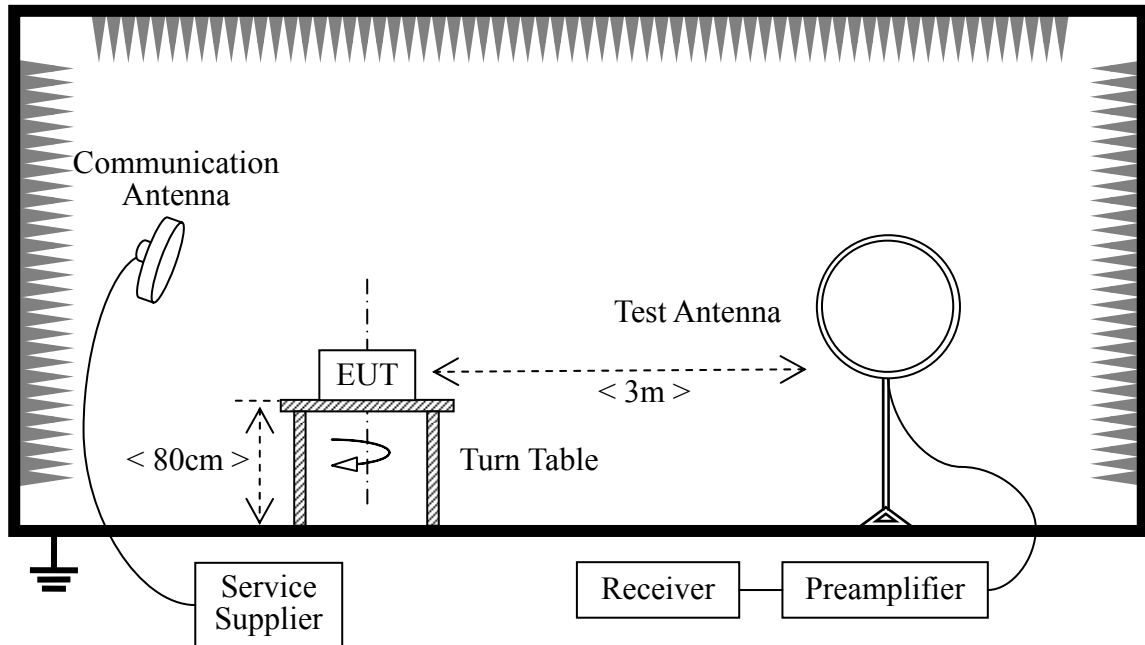 Communication
Antenna
Test Antenna
EUT
< 3m >
< 80cm >
Turn Table
Service
Supplier
Receiver
Preamplifier